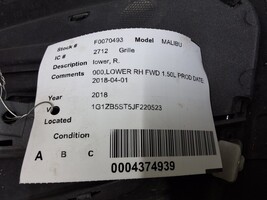 Stock # F0070493 Model MALIBU
IC # 2712 Grille
Description lower, R.
Comments 000,LOWER RH FWD 1.50L PROD DATE
2018-04-01
Year 2018
V 1G1ZB5ST5JF220523
Located
Condition
A B C
0004374939